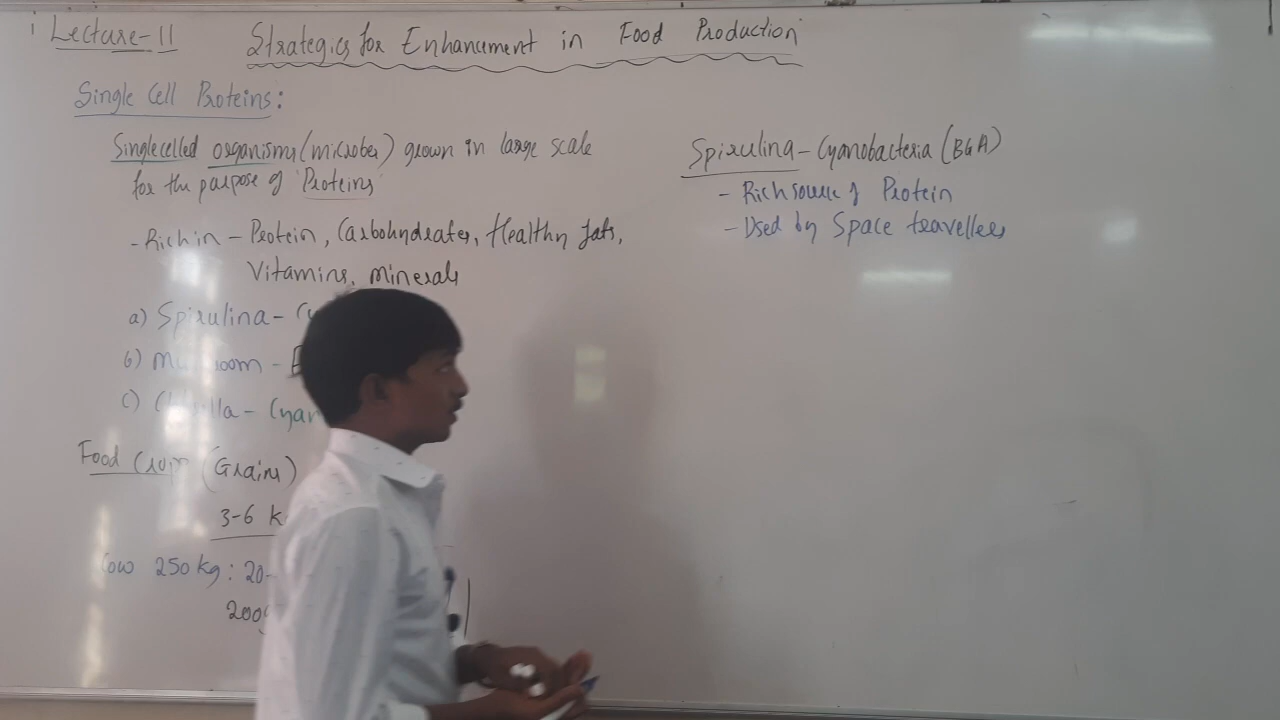 Lecture-11 Strategies for Enhancement in Food Production
Single Cell Proteins:
Singlecelled organisms (microbes) grown in large scale
for the purpose of 'Proteins'
- Rich in - Protein, Carbohydrates, Healthy fats,
Vitamins, minerals
a) Spirulina -
b)
c)
Food (Grains)
3-6
Cow 250 kg: 20-
200
Spirulina - Cyanobacteria (BGA)
- Rich source of Protein
- Used by Space travellers